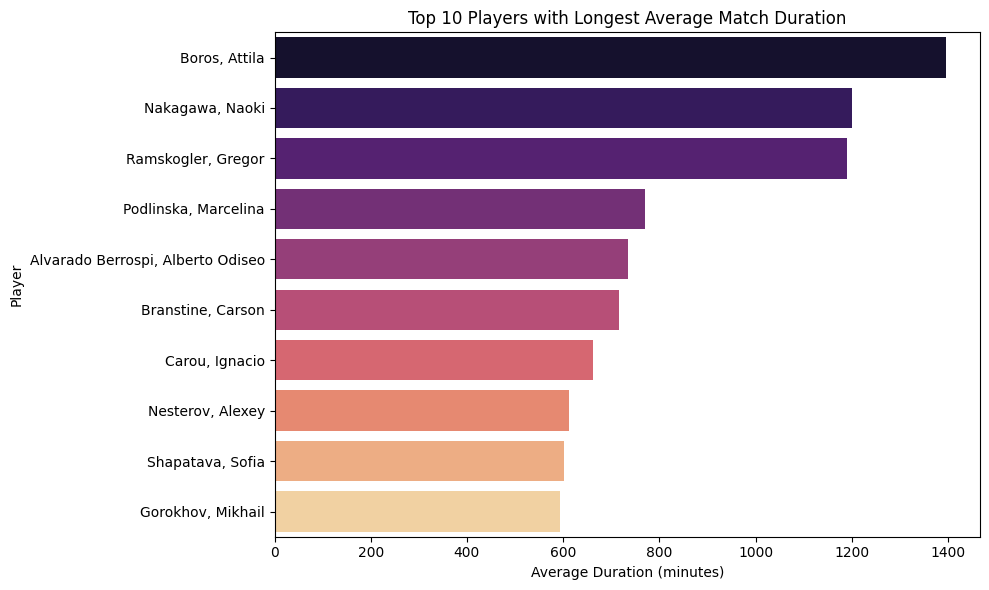 Top 10 Players with Longest Average Match Duration
Player
Boros, Attila
Nakagawa, Naoki
Ramskogler, Gregor
Podlinska, Marcelina
Alvarado Berrospi, Alberto Odiseo
Branstine, Carson
Carou, Ignacio
Nesterov, Alexey
Shapatava, Sofia
Gorokhov, Mikhail
0 200 400 600 800 1000 1200 1400
Average Duration (minutes)